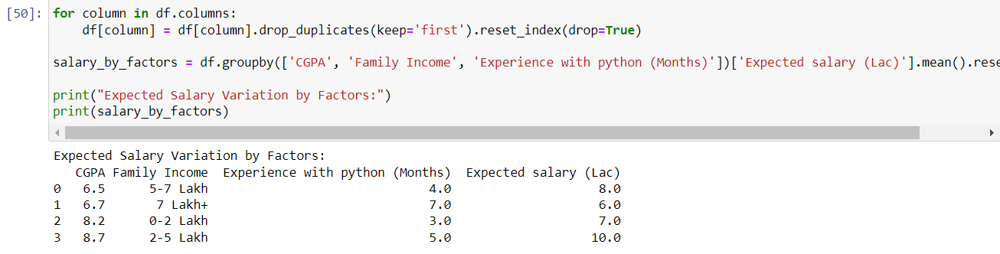 [50]: for column in df.columns:
    df[column] = df[column].drop_duplicates(keep='first').reset_index(drop=True)
salary_by_factors = df.groupby(['CGPA', 'Family Income', 'Experience with python (Months)'])['Expected salary (Lac)'].mean().rese
print("Expected Salary Variation by Factors:")
print(salary_by_factors)
Expected Salary Variation by Factors:
   CGPA Family Income  Experience with python (Months)  Expected salary (Lac)
0   6.5      5-7 Lakh                              4.0                    8.0
1   6.7       7 Lakh+                              7.0                    6.0
2   8.2      0-2 Lakh                              3.0                    7.0
3   8.7      2-5 Lakh                              5.0                   10.0